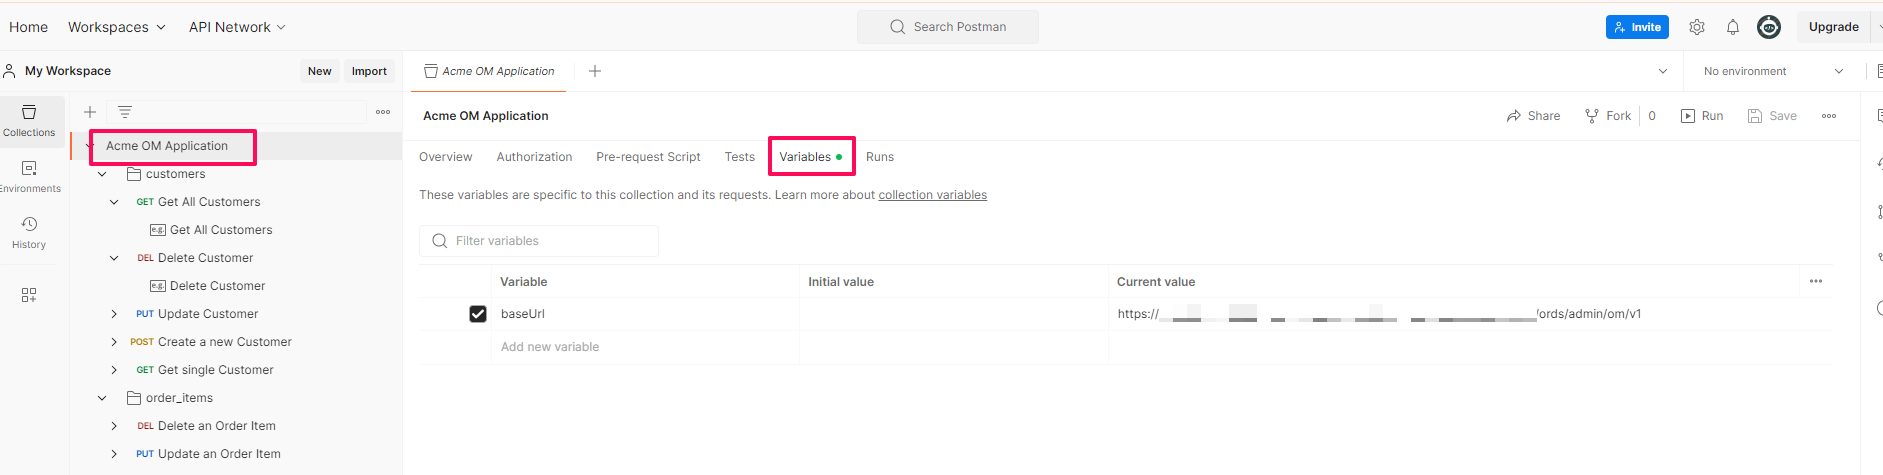 Home Workspaces API Network Search Postman Invite Upgrade
My Workspace New Import Acme OM Application No environment
Collections
Environments
History
Acme OM Application
customers
GET Get All Customers
e.g. Get All Customers
DEL Delete Customer
e.g. Delete Customer
PUT Update Customer
POST Create a new Customer
GET Get single Customer
order_items
DEL Delete an Order Item
PUT Update an Order Item
Acme OM Application Share Fork 0 Run Save
Overview Authorization Pre-request Script Tests Variables Runs
These variables are specific to this collection and its requests. Learn more about collection variables
Filter variables
Variable Initial value Current value
baseUrl https:// /ords/admin/om/v1
Add new variable